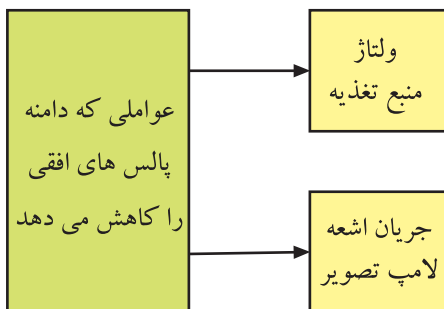 عواملی که دامنه
پالس های افقی
را کاهش می دهد
ولتاژ
منبع تغذیه
جریان اشعه
لامپ تصویر